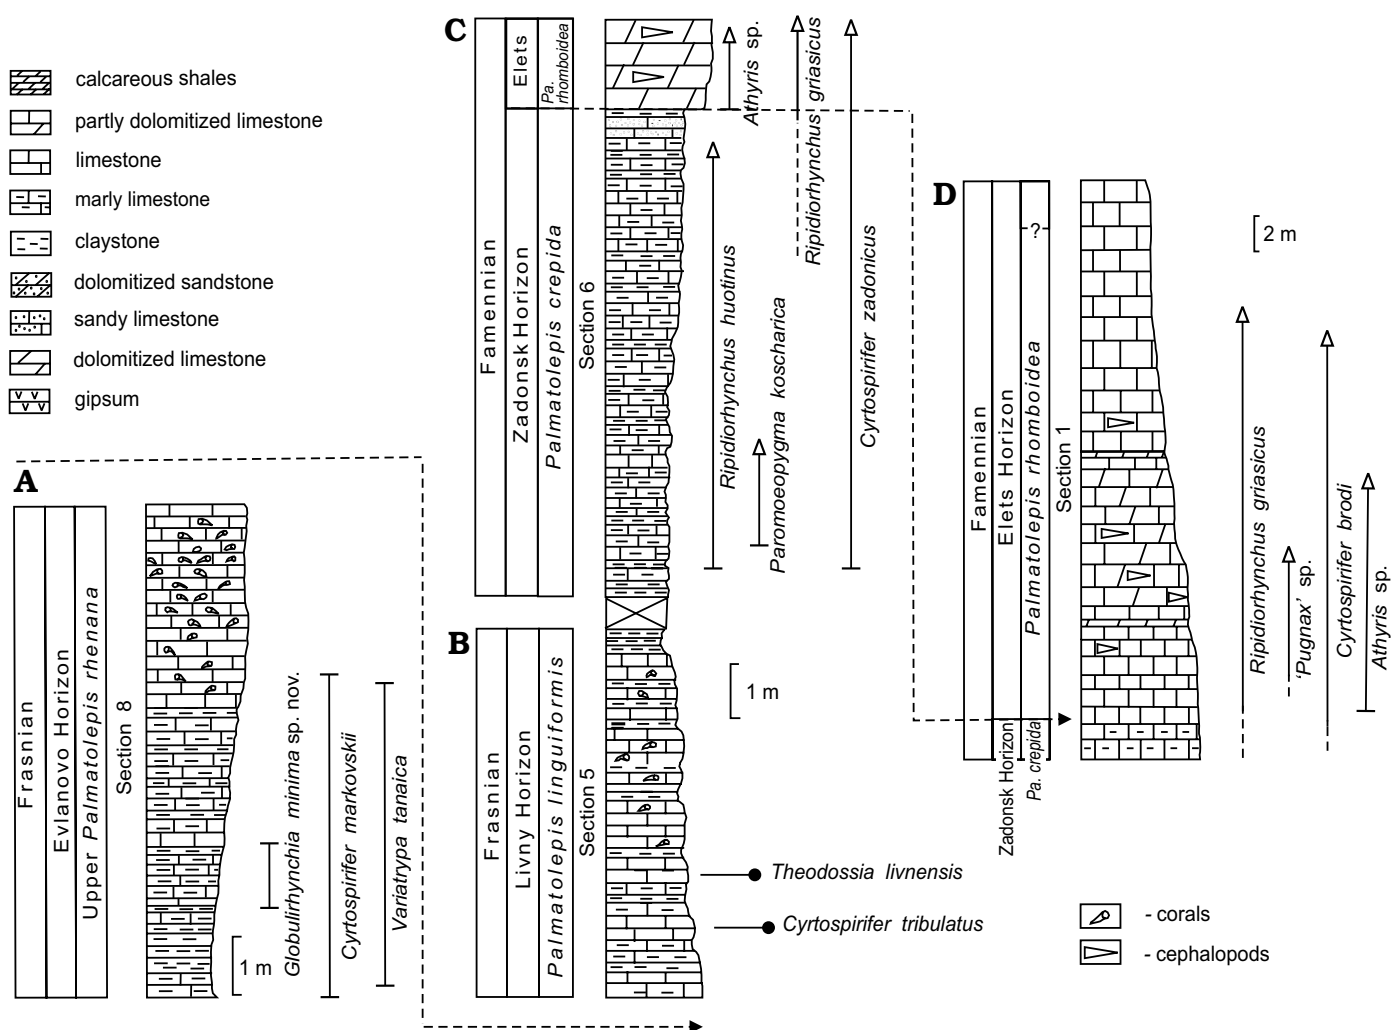 calcareous shales
partly dolomitized limestone
limestone
marly limestone
claystone
dolomitized sandstone
sandy limestone
dolomitized limestone
gipsum
A
Frasnian
Evlanovo Horizon
Upper Palmatolepis rhenana
Section 8
1 m
Globulirhynchia minima sp. nov.
Cyrtospirifer markovskii
Variatrypa tanaica
C
Famennian
Elets
Zadonsk Horizon
Pa. rhomboidea
Palmatolepis crepida
Section 6
Ripidiorhynchus huotinus
Athyris sp.
Paromoeopygma koscharica
Ripidiorhynchus griasicus
Cyrtospirifer zadonicus
B
Frasnian
Livny Horizon
Palmatolepis linguiformis
Section 5
1 m
Theodossia livnensis
Cyrtospirifer tribulatus
D
Famennian
Elets Horizon
Zadonsk Horizon
?
Palmatolepis rhomboidea
Pa. crepida
Section 1
2 m
Ripidiorhynchus griasicus
'Pugnax' sp.
Cyrtospirifer brodi
Athyris sp.
- corals
- cephalopods